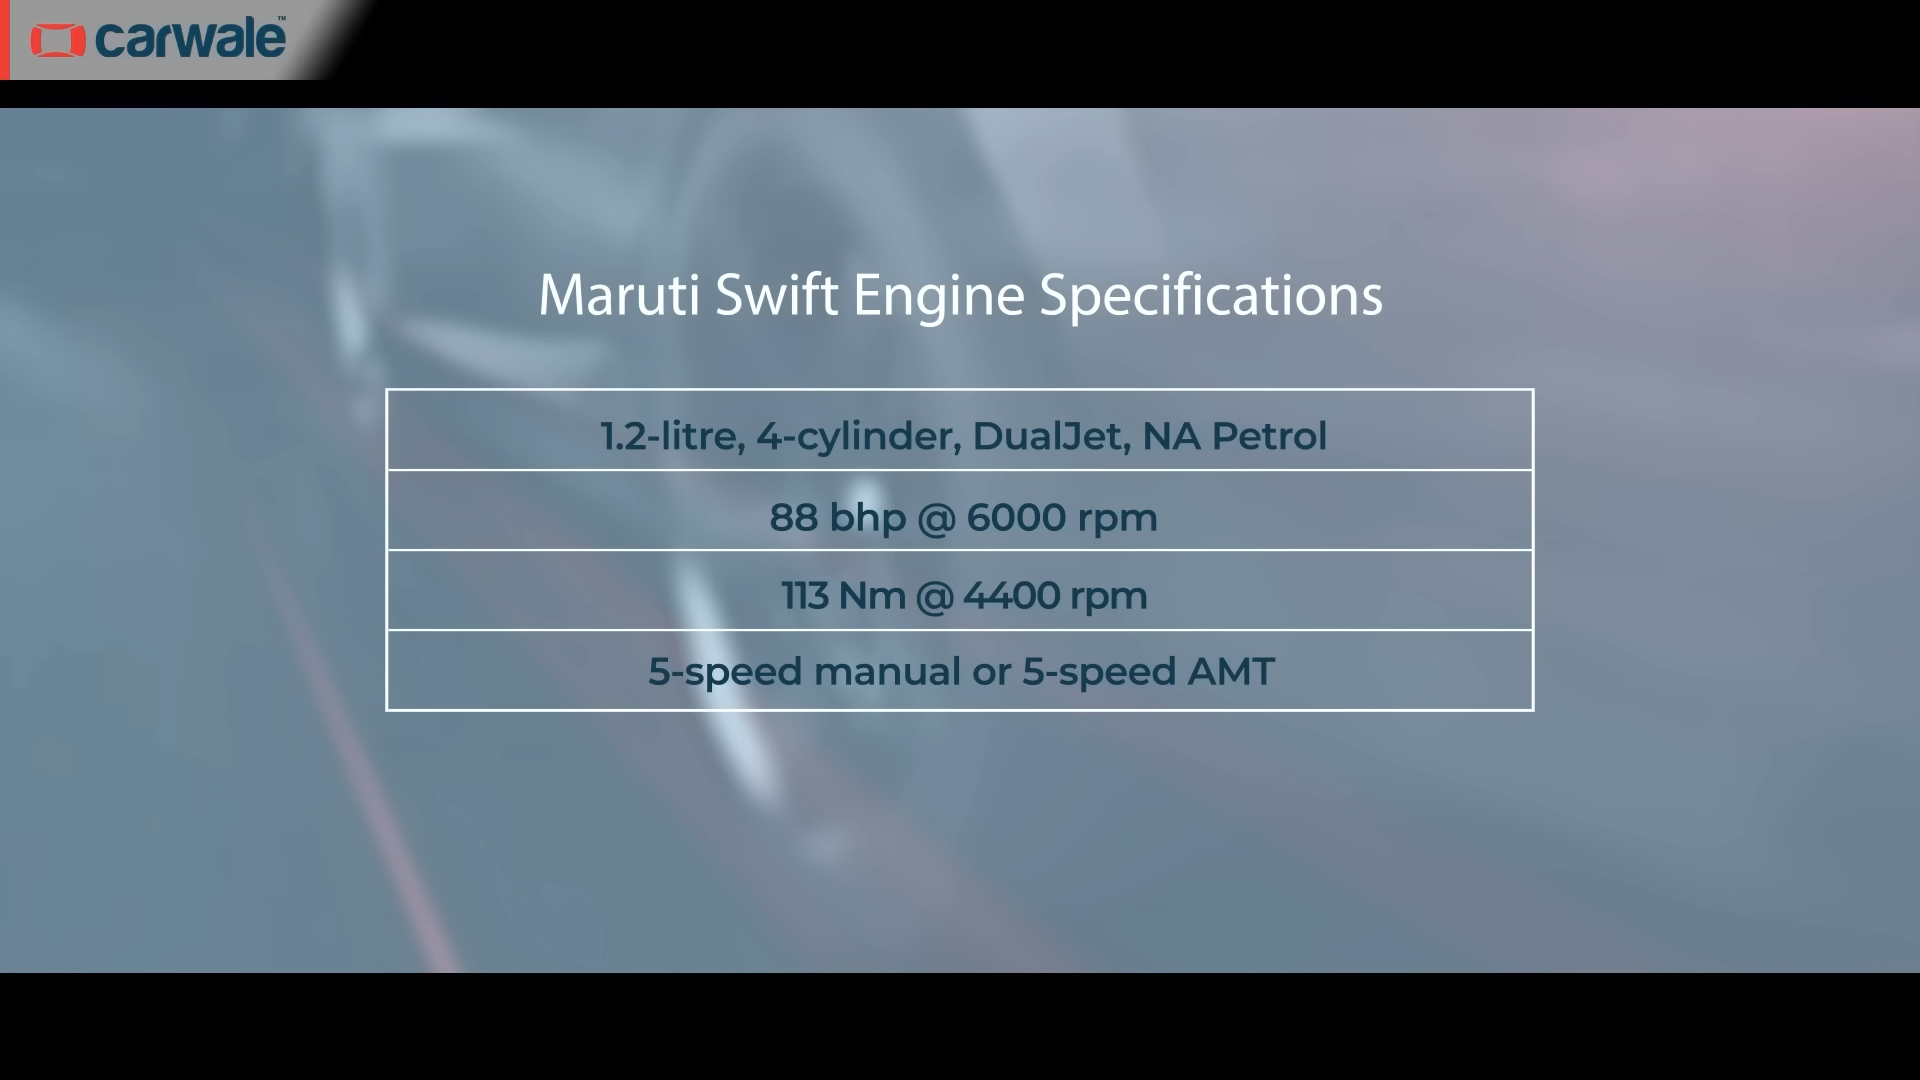 carwale™
Maruti Swift Engine Specifications
1.2-litre, 4-cylinder, DualJet, NA Petrol
88 bhp @ 6000 rpm
113 Nm @ 4400 rpm
5-speed manual or 5-speed AMT